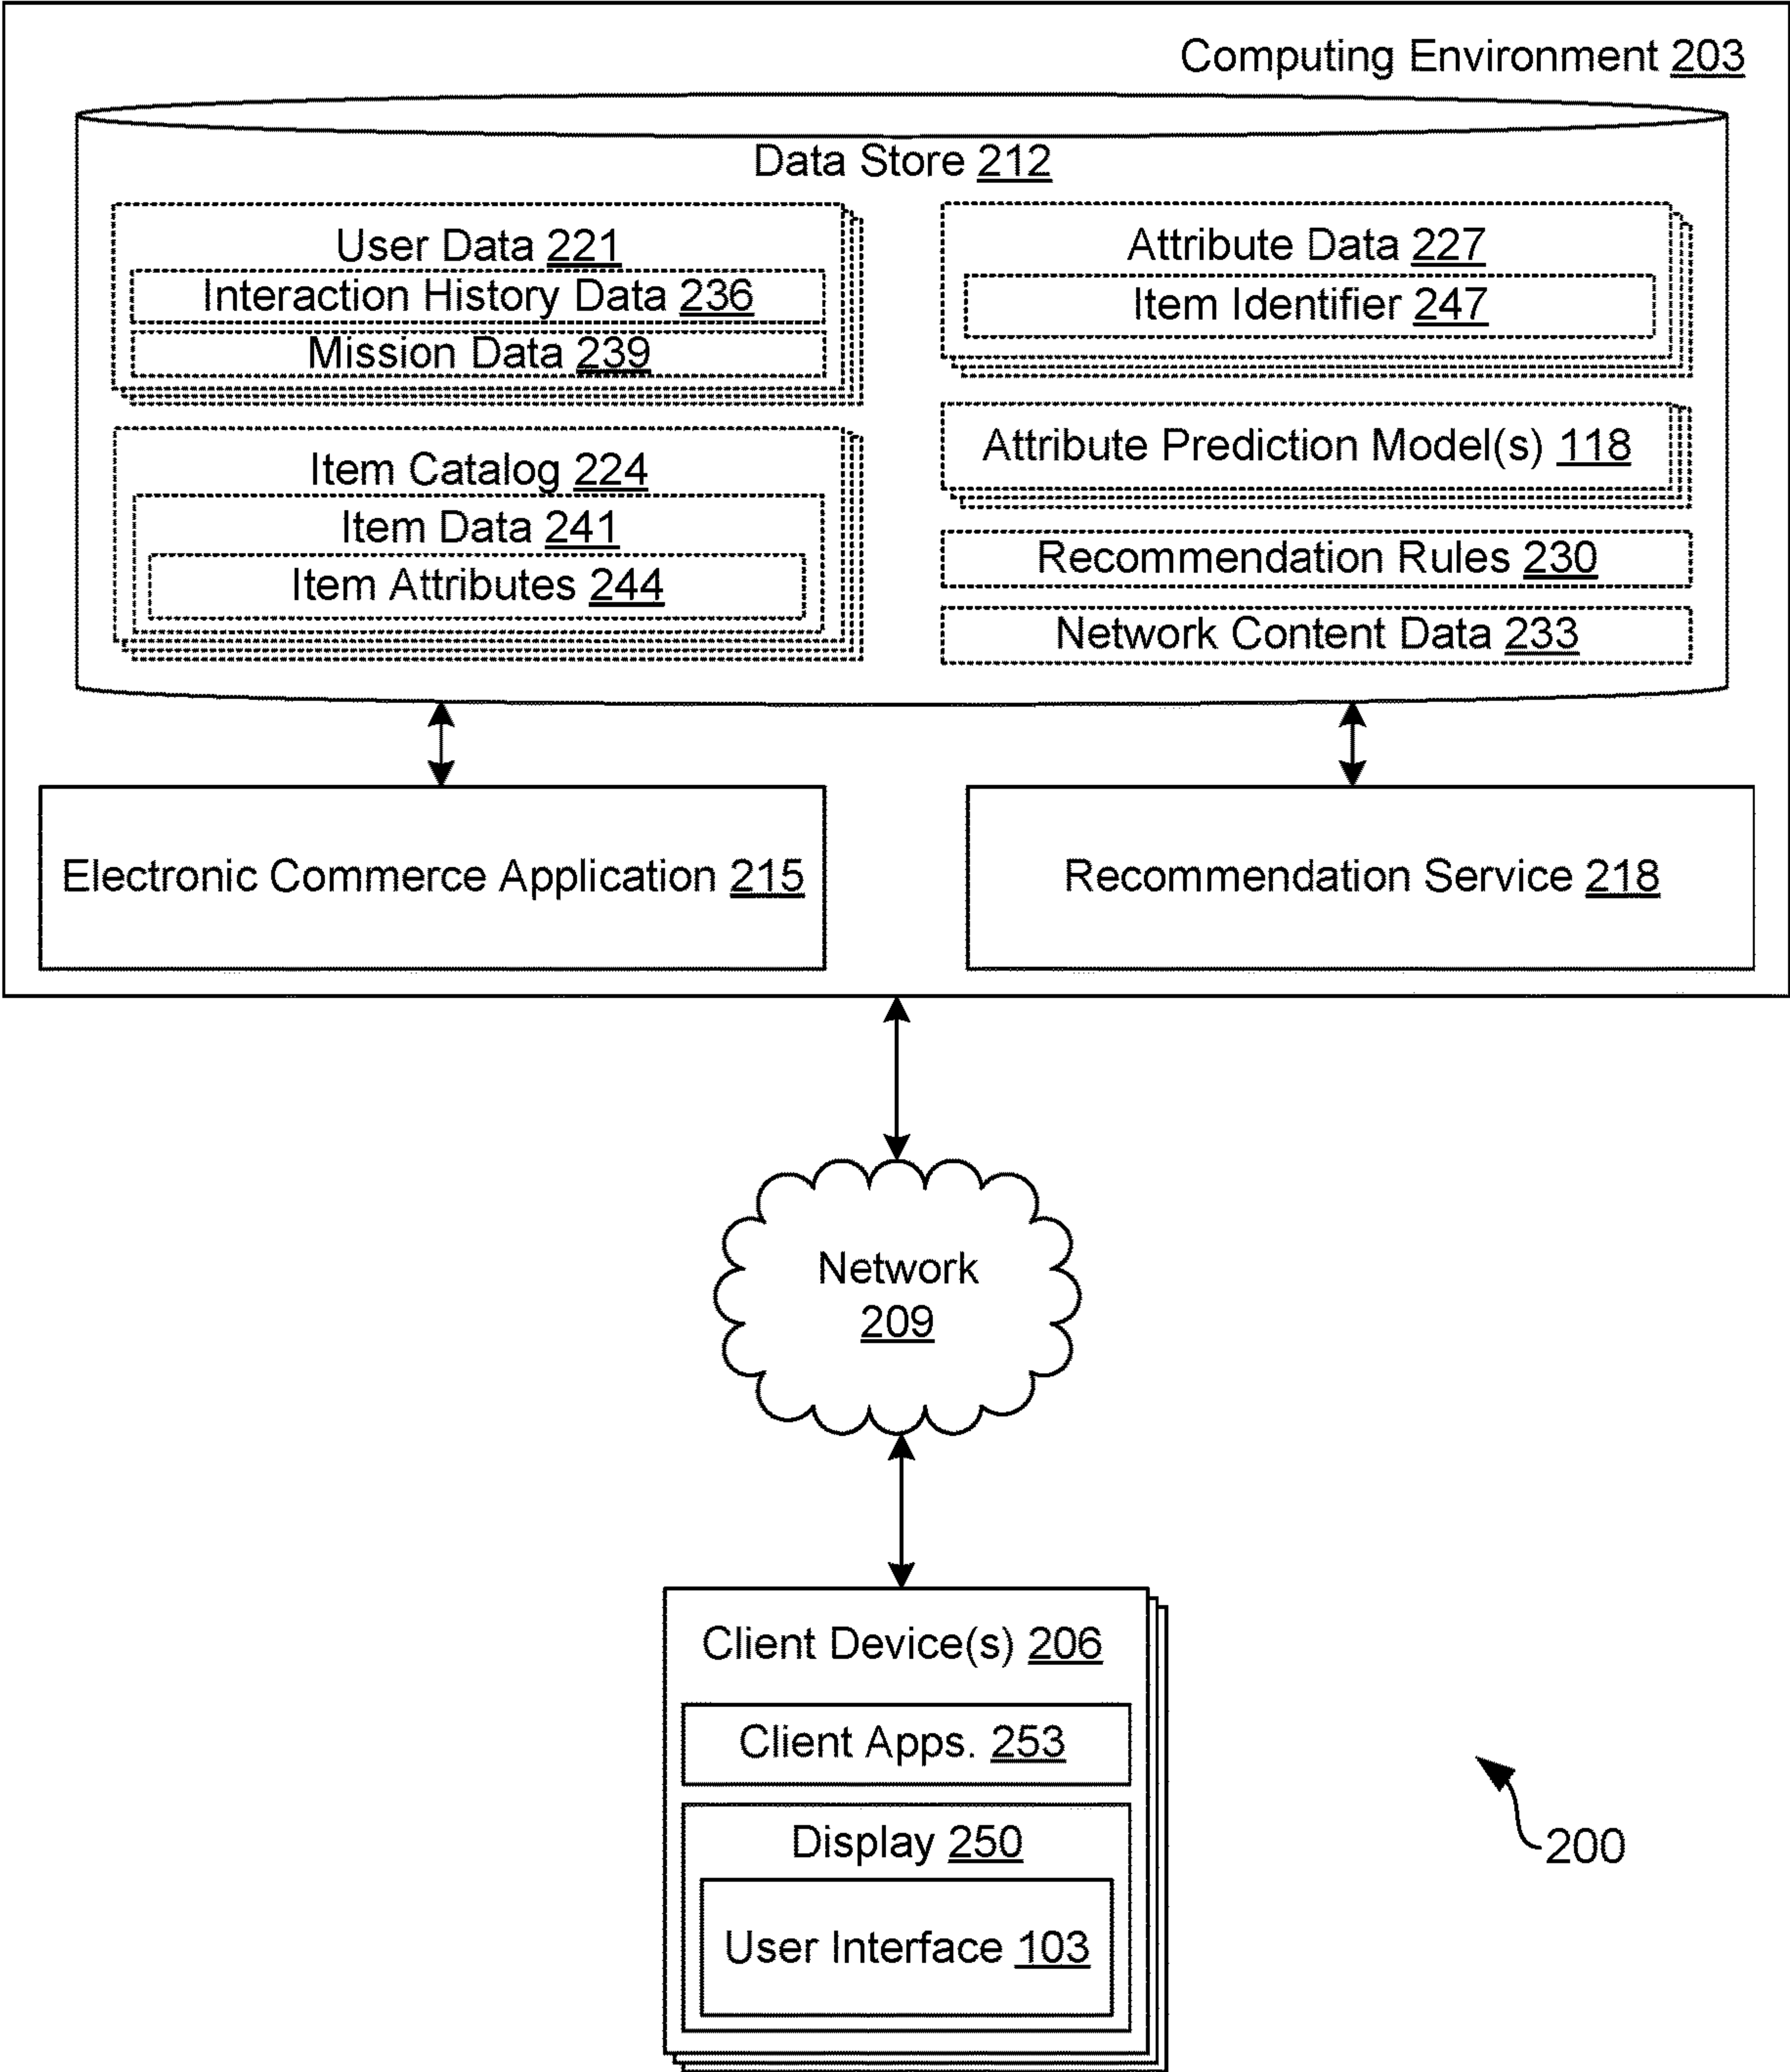 Computing Environment 203
Data Store 212
User Data 221
Interaction History Data 236
Mission Data 239
Item Catalog 224
Item Data 241
Item Attributes 244
Attribute Data 227
Item Identifier 247
Attribute Prediction Model(s) 118
Recommendation Rules 230
Network Content Data 233
Electronic Commerce Application 215
Recommendation Service 218
Network
209
Client Device(s) 206
Client Apps. 253
Display 250
User Interface 103
200